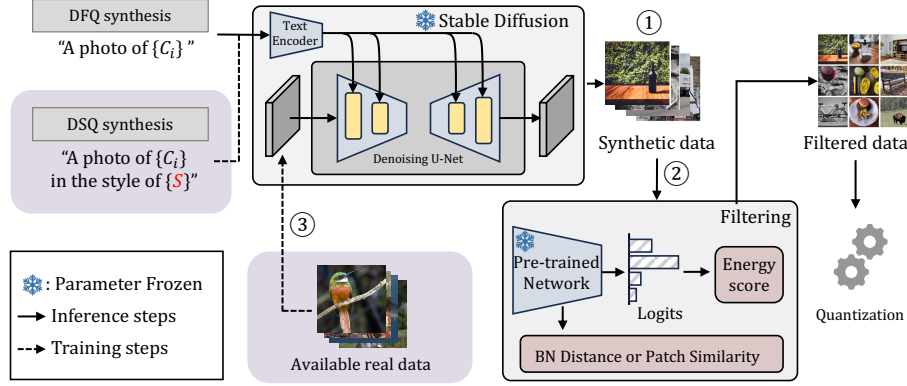 DFQ synthesis
“A photo of {Ci} ”
DSQ synthesis
“A photo of {Ci}
in the style of {S}”
Text
Encoder
Stable Diffusion
Denoising U-Net
①
Synthetic data
②
③
Available real data
: Parameter Frozen
Inference steps
Training steps
Filtering
Pre-trained
Network
Logits
Energy
score
BN Distance or Patch Similarity
Filtered data
Quantization